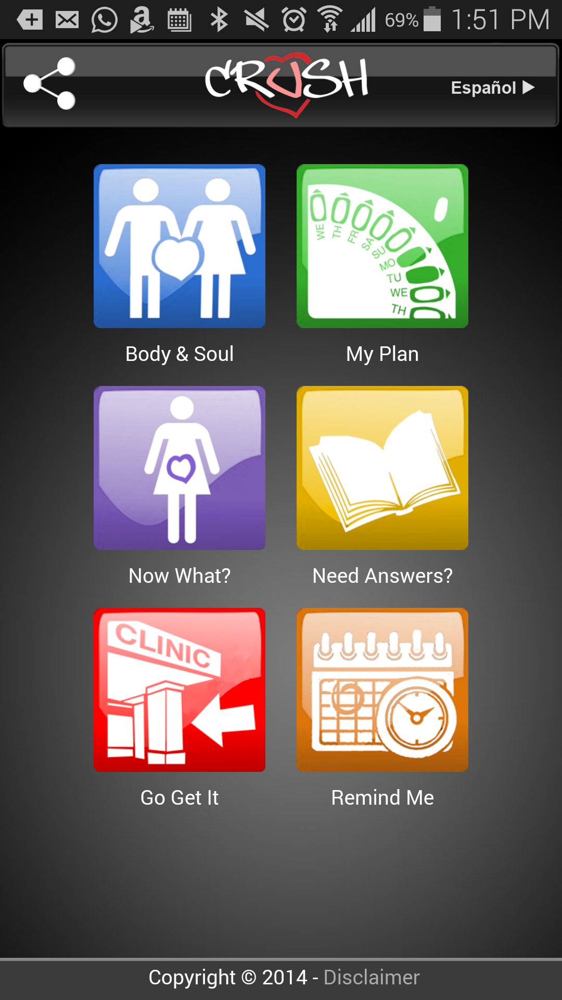 69% 1:51 PM
CRUSH
Español
WE TH FR SA SU MO TU WE TH
Body & Soul
My Plan
Now What?
Need Answers?
CLINIC
Go Get It
Remind Me
Copyright © 2014 - Disclaimer